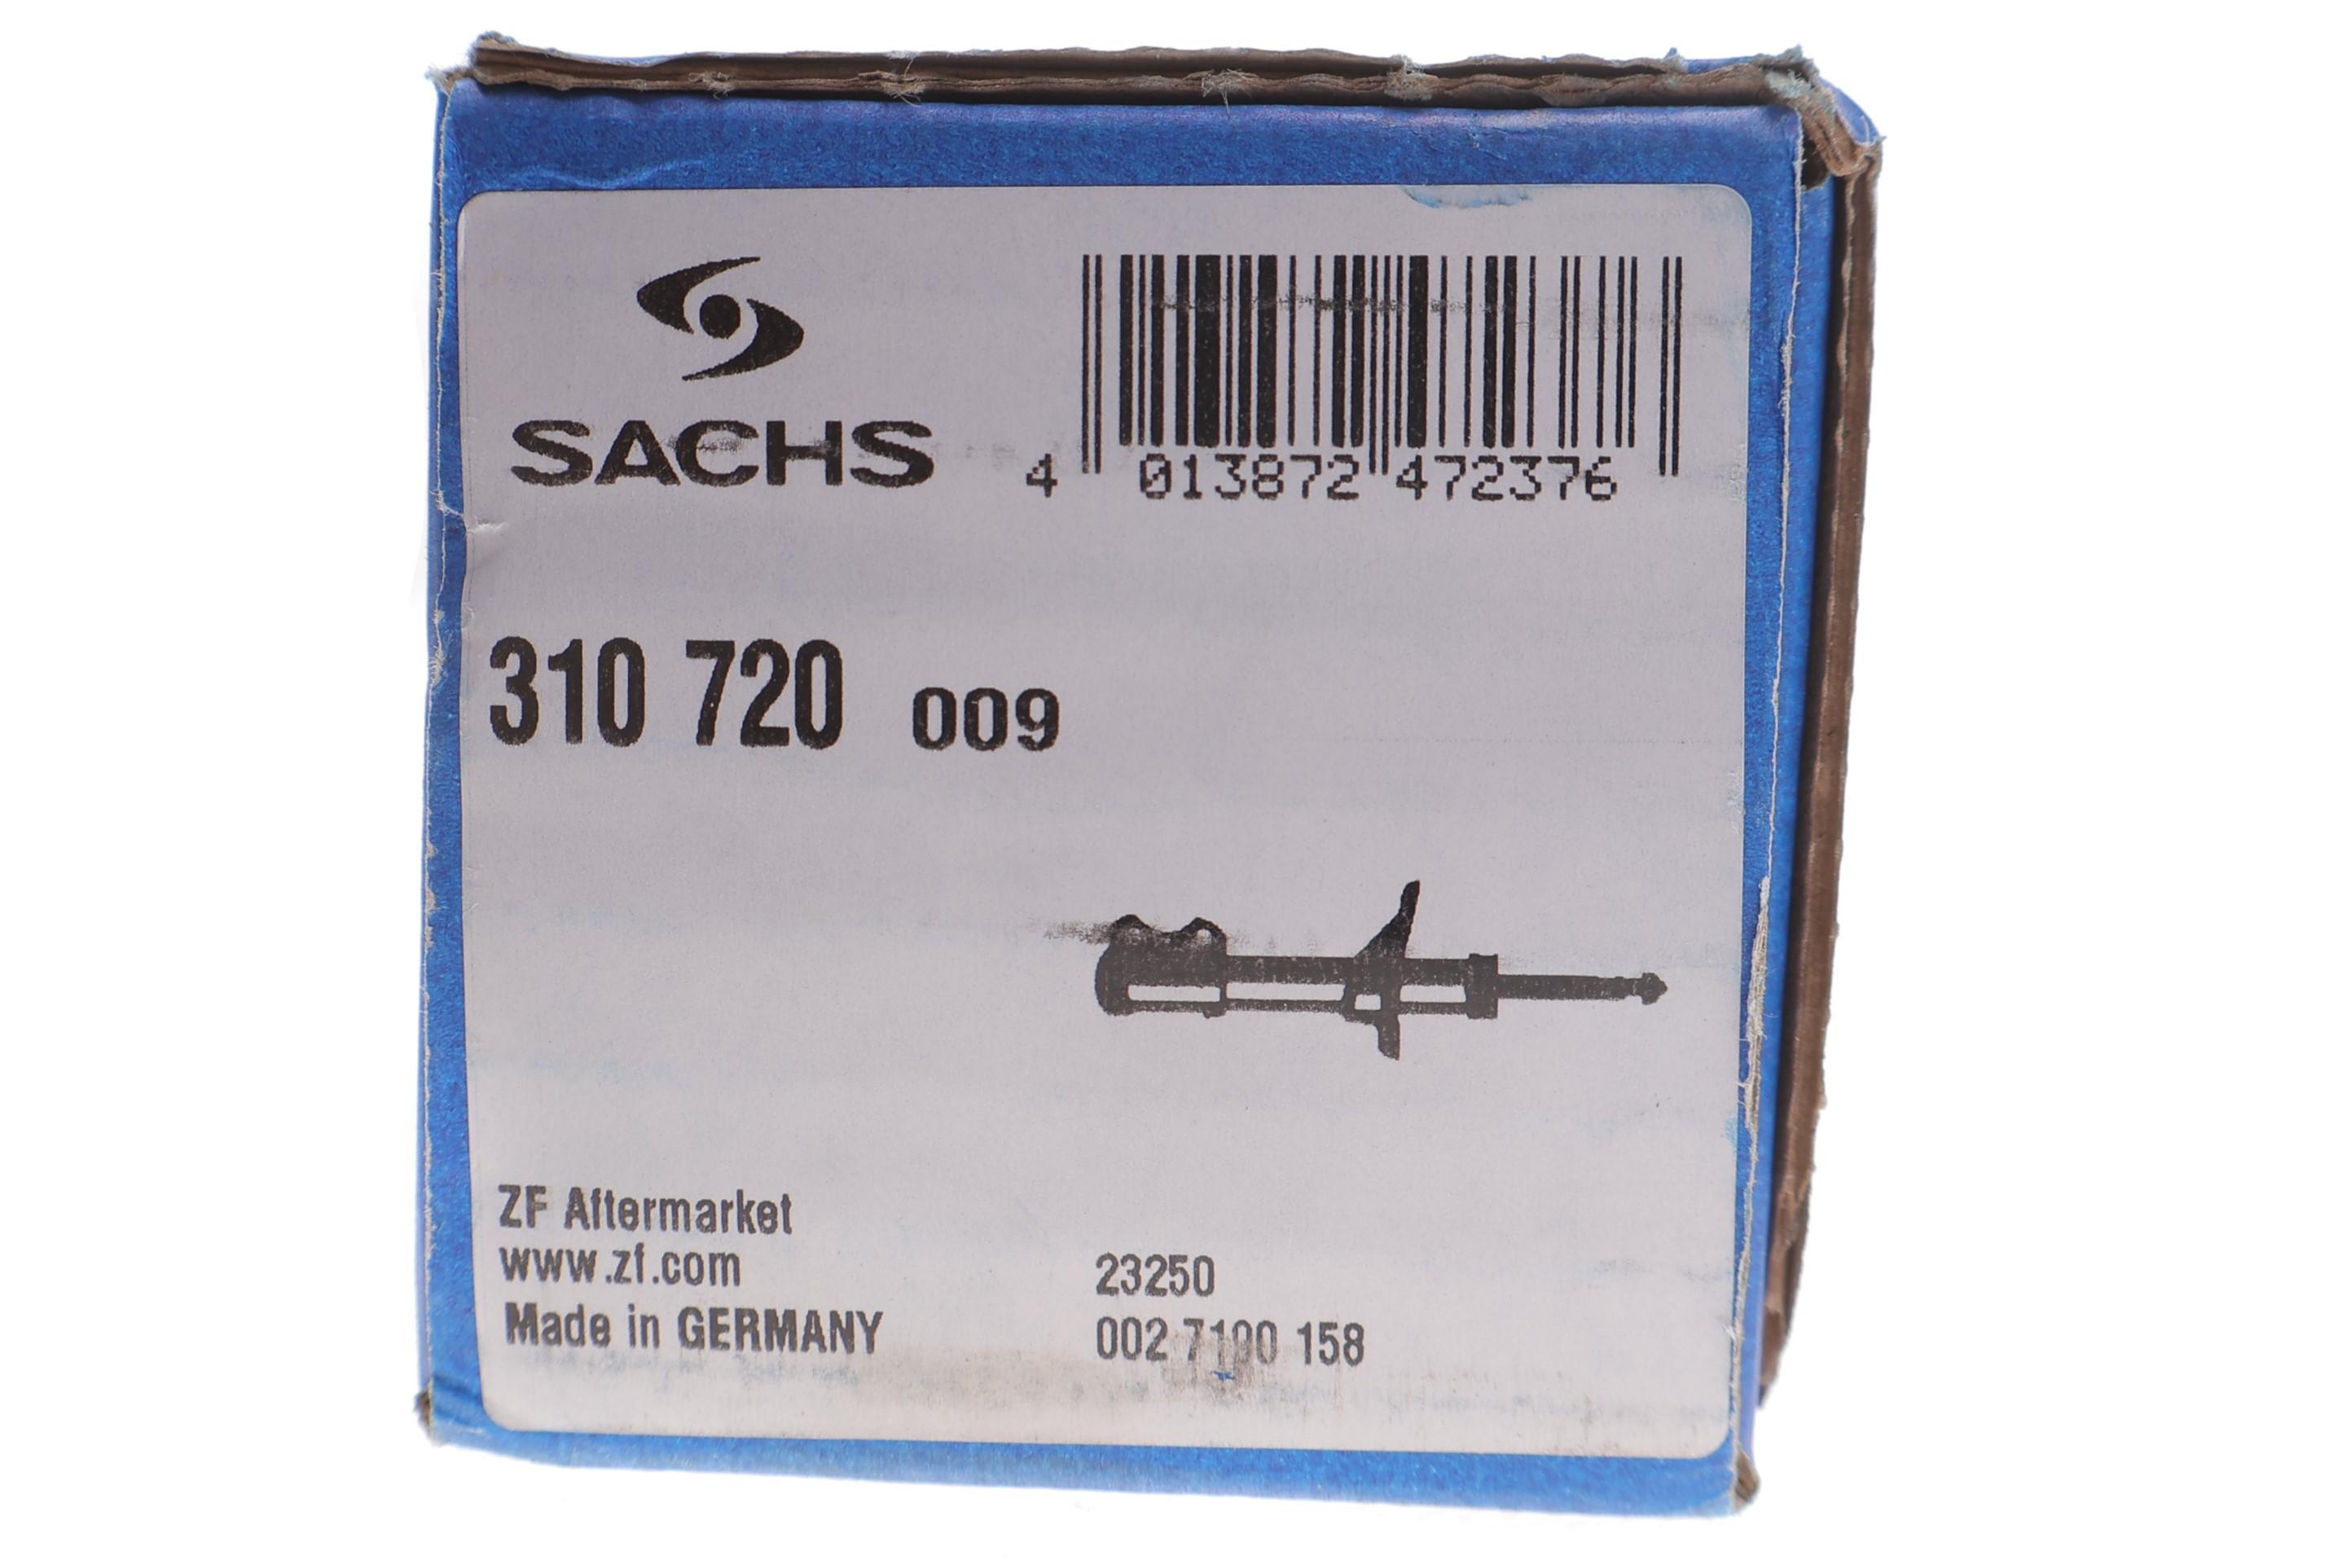 SACHS
4 013872 472376
310 720 009
ZF Aftermarket
www.zf.com
23250
Made in GERMANY
002 7100 158